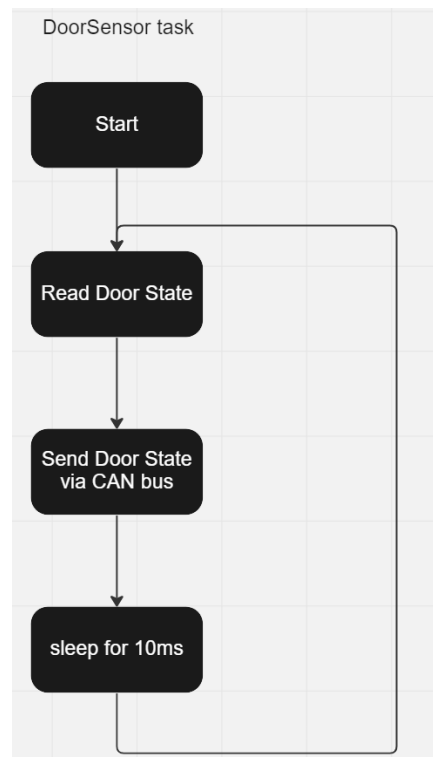 DoorSensor task
Start
Read Door State
Send Door State
via CAN bus
sleep for 10ms